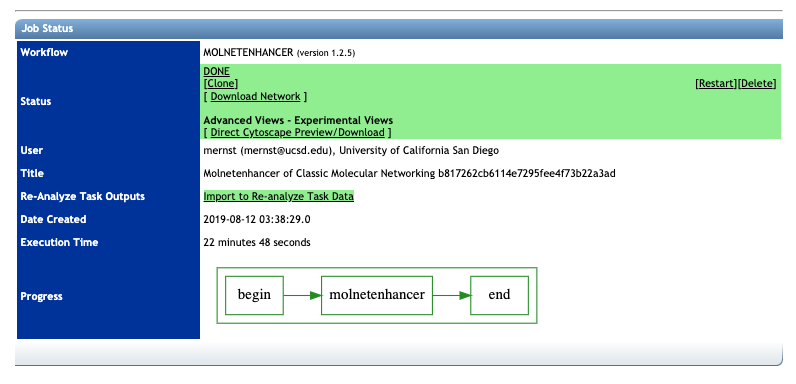 Job Status
Workflow
MOLNETENHANCER (version 1.2.5)
Status
DONE
[Clone]
[Restart][Delete]
[ Download Network ]
Advanced Views - Experimental Views
[ Direct Cytoscape Preview/Download ]
User
mernst (mernst@ucsd.edu), University of California San Diego
Title
Molnetenhancer of Classic Molecular Networking b817262cb6114e7295fee4f73b22a3ad
Re-Analyze Task Outputs
Import to Re-analyze Task Data
Date Created
2019-08-12 03:38:29.0
Execution Time
22 minutes 48 seconds
Progress
begin
molnetenhancer
end